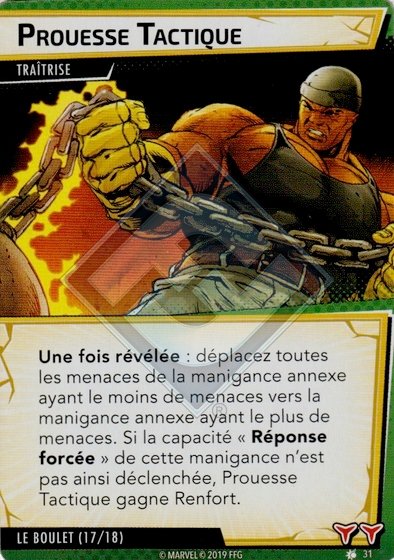 Prouesse Tactique
TRAÎTRISE
Une fois révélée : déplacez toutes
les menaces de la manigance annexe
ayant le moins de menaces vers la
manigance annexe ayant le plus de
menaces. Si la capacité « Réponse
forcée » de cette manigance n'est
pas ainsi déclenchée, Prouesse
Tactique gagne Renfort.
®
LE BOULET (17/18)
© MARVEL © 2019 FFG
31